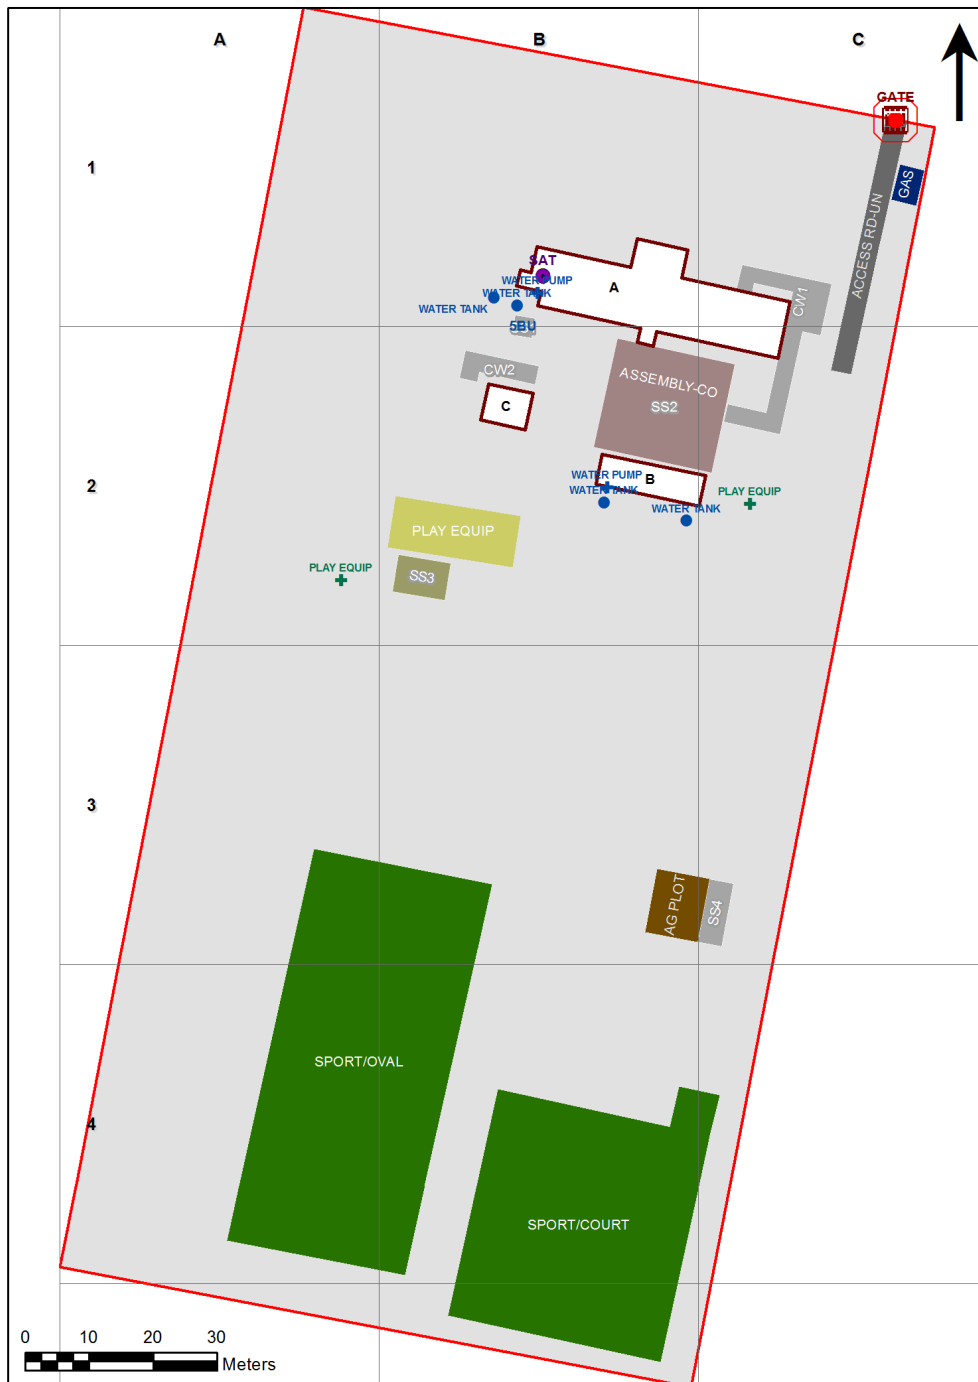 A B C
GATE
1
GAS
ACCESS RD-UN
SAT
WATER PUMP
A
WATER TANK
WATER TANK
CW1
5BU
CW2
ASSEMBLY-CO
SS2
C
2
WATER PUMP
B
WATER TANK
PLAY EQUIP
WATER TANK
PLAY EQUIP
PLAY EQUIP
SS3
3
AG PLOT
SS4
SPORT/OVAL
4
SPORT/COURT
0 10 20 30
Meters